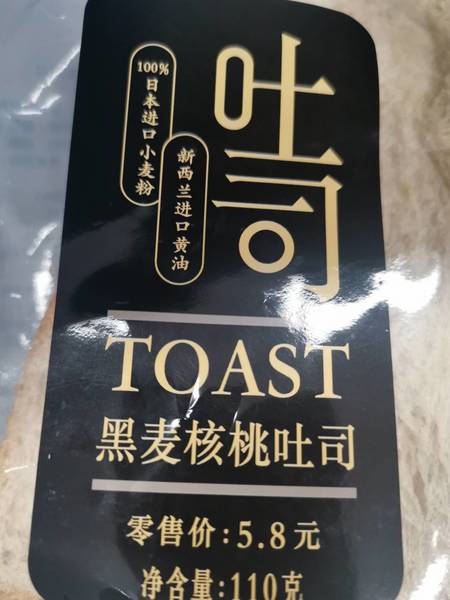 吐司
100%日本进口小麦粉
新西兰进口黄油
TOAST
黑麦核桃吐司
零售价:5.8元
净含量:110克